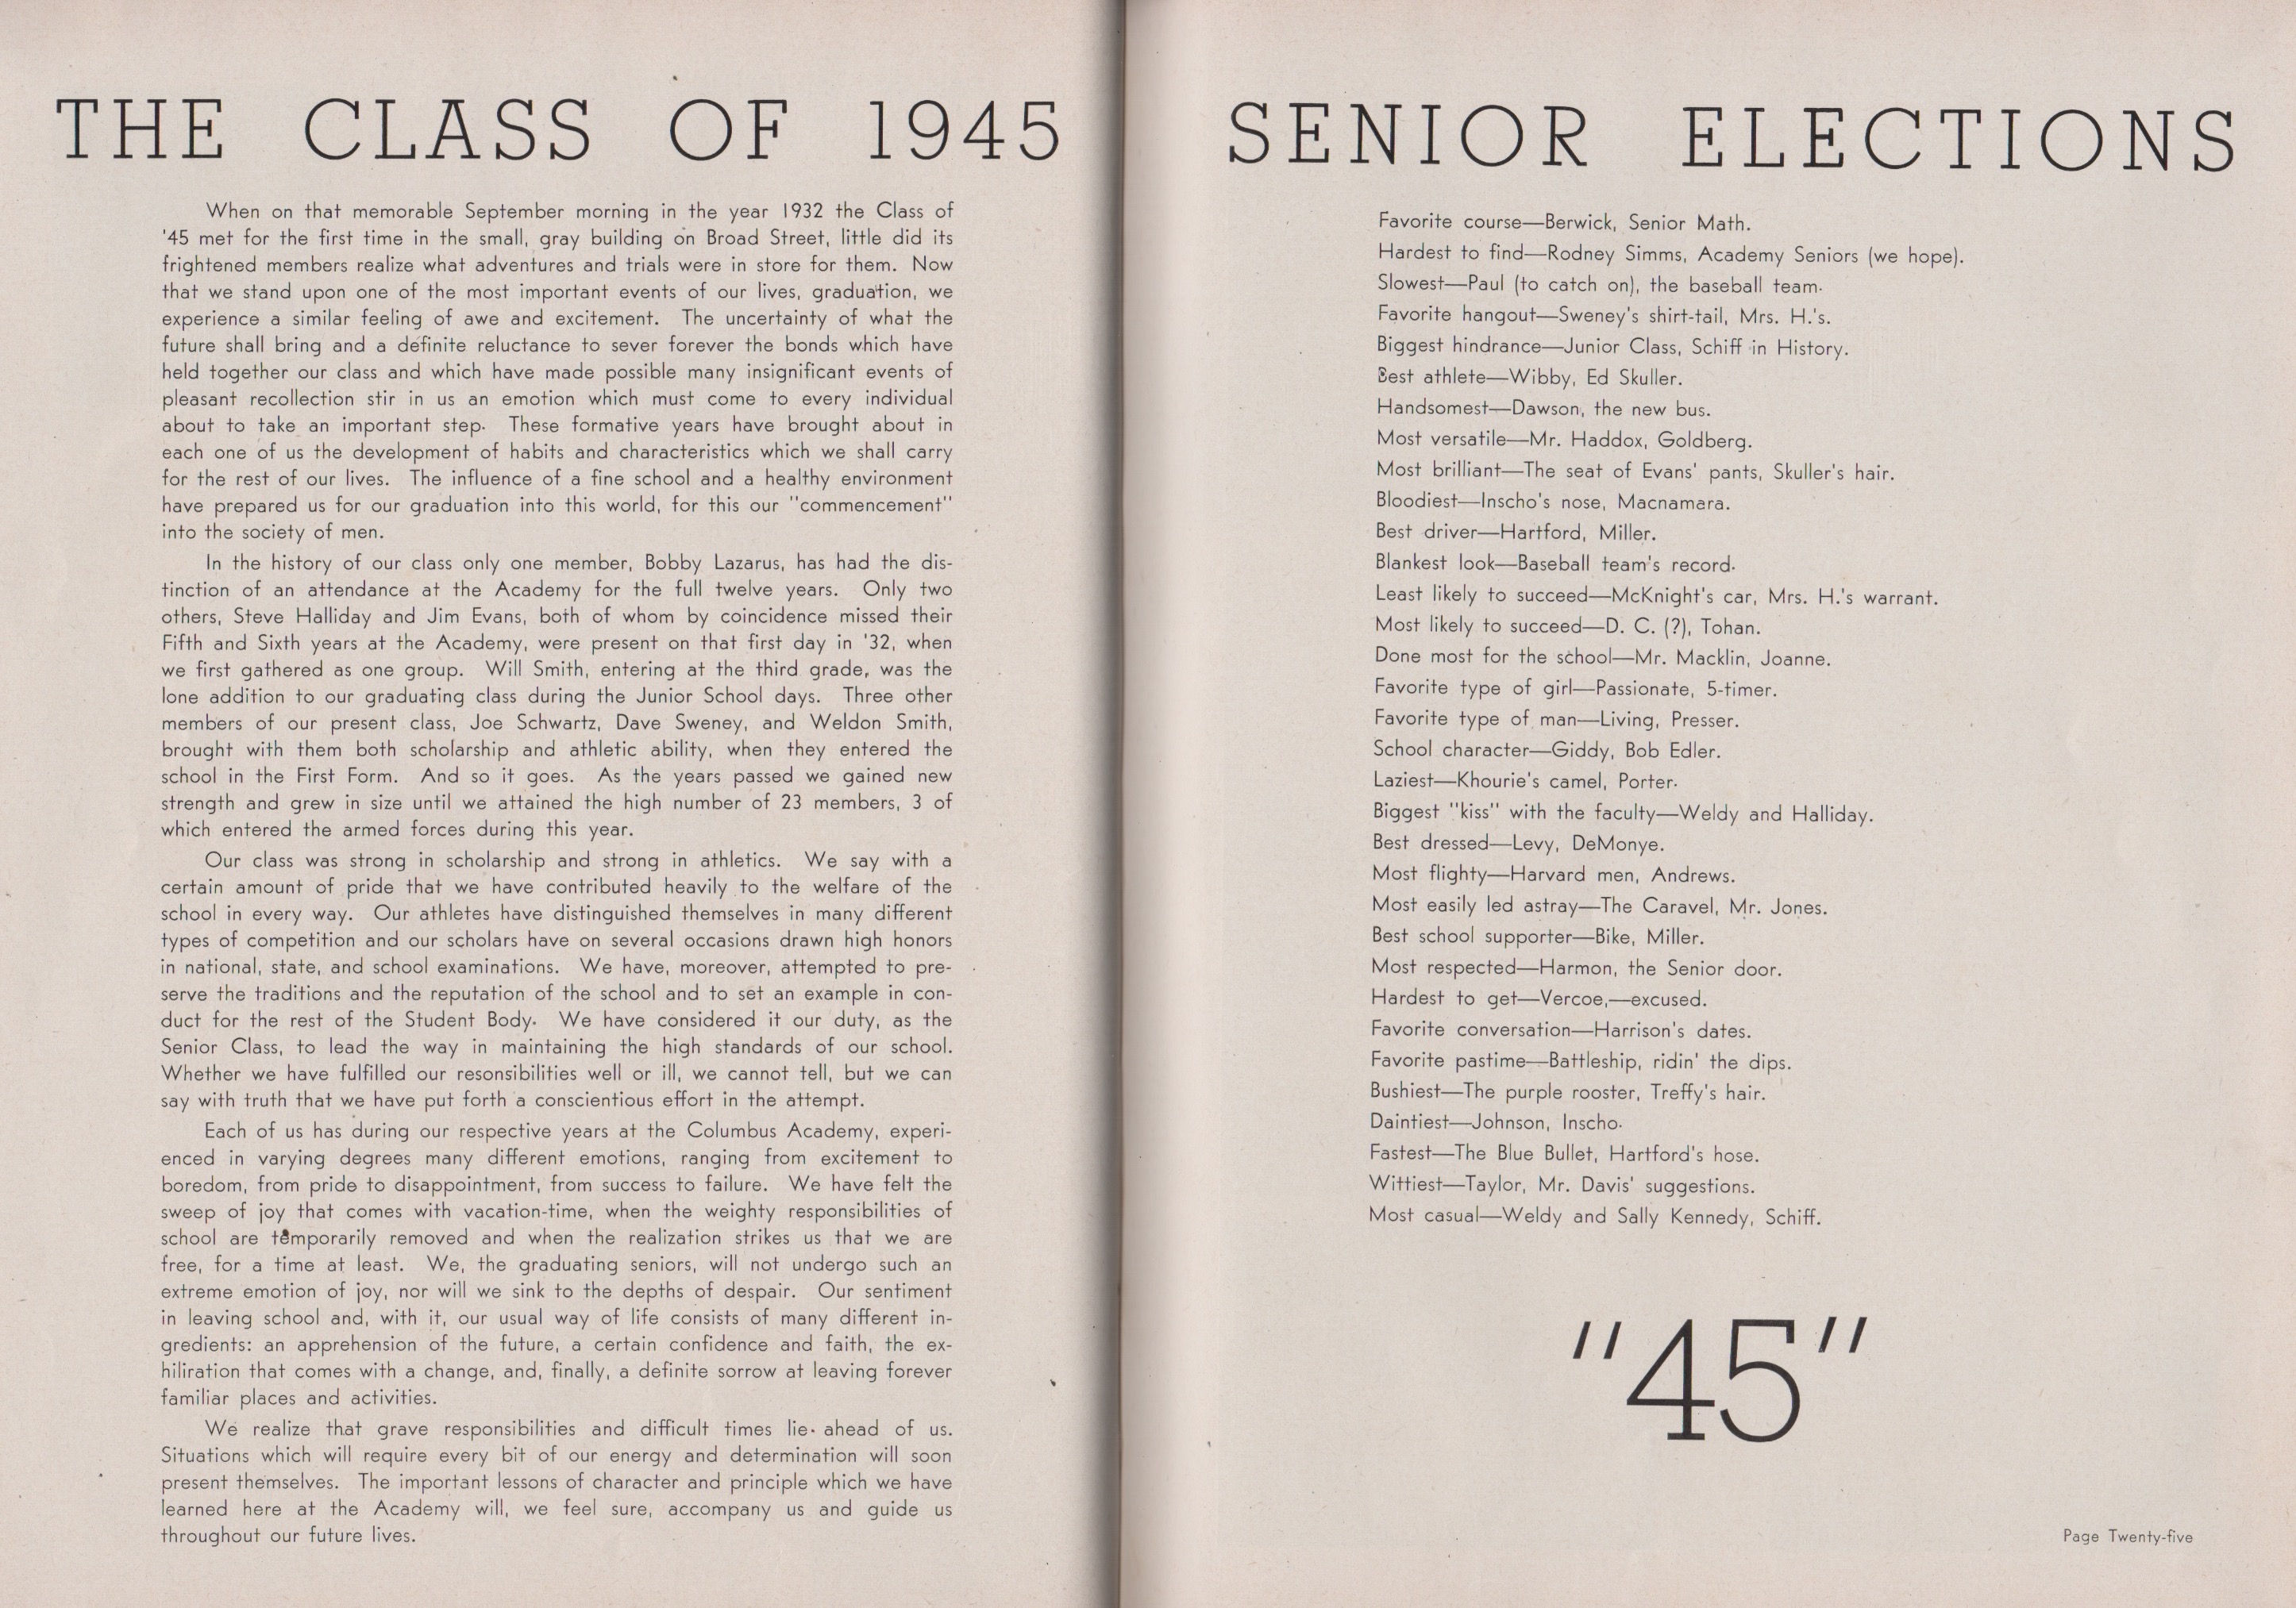 THE CLASS OF 1945
When on that memorable September morning in the year 1932 the Class of
'45 met for the first time in the small, gray building on Broad Street, little did its
frightened members realize what adventures and trials were in store for them. Now
that we stand upon one of the most important events of our lives, graduation, we
experience a similar feeling of awe and excitement. The uncertainty of what the
future shall bring and a definite reluctance to sever forever the bonds which have
held together our class and which have made possible many insignificant events of
pleasant recollection stir in us an emotion which must come to every individual
about to take an important step. These formative years have brought about in
each one of us the development of habits and characteristics which we shall carry
for the rest of our lives. The influence of a fine school and a healthy environment
have prepared us for our graduation into this world, for this our "commencement"
into the society of men.
In the history of our class only one member, Bobby Lazarus, has had the dis-
tinction of an attendance at the Academy for the full twelve years. Only two
others, Steve Halliday and Jim Evans, both of whom by coincidence missed their
Fifth and Sixth years at the Academy, were present on that first day in '32, when
we first gathered as one group. Will Smith, entering at the third grade, was the
lone addition to our graduating class during the Junior School days. Three other
members of our present class, Joe Schwartz, Dave Sweney, and Weldon Smith,
brought with them both scholarship and athletic ability, when they entered the
school in the First Form. And so it goes. As the years passed we gained new
strength and grew in size until we attained the high number of 23 members, 3 of
which entered the armed forces during this year.
Our class was strong in scholarship and strong in athletics. We say with a
certain amount of pride that we have contributed heavily to the welfare of the
school in every way. Our athletes have distinguished themselves in many different
types of competition and our scholars have on several occasions drawn high honors
in national, state, and school examinations. We have, moreover, attempted to pre-
serve the traditions and the reputation of the school and to set an example in con-
duct for the rest of the Student Body. We have considered it our duty, as the
Senior Class, to lead the way in maintaining the high standards of our school.
Whether we have fulfilled our resonsibilities well or ill, we cannot tell, but we can
say with truth that we have put forth a conscientious effort in the attempt.
Each of us has during our respective years at the Columbus Academy, experi-
enced in varying degrees many different emotions, ranging from excitement to
boredom, from pride to disappointment, from success to failure. We have felt the
sweep of joy that comes with vacation-time, when the weighty responsibilities of
school are temporarily removed and when the realization strikes us that we are
free, for a time at least. We, the graduating seniors, will not undergo such an
extreme emotion of joy, nor will we sink to the depths of despair. Our sentiment
in leaving school and, with it, our usual way of life consists of many different in-
gredients: an apprehension of the future, a certain confidence and faith, the ex-
hiliration that comes with a change, and, finally, a definite sorrow at leaving forever
familiar places and activities.
We realize that grave responsibilities and difficult times lie ahead of us.
Situations which will require every bit of our energy and determination will soon
present themselves. The important lessons of character and principle which we have
learned here at the Academy will, we feel sure, accompany us and guide us
throughout our future lives.
SENIOR ELECTIONS
Favorite course—Berwick, Senior Math.
Hardest to find—Rodney Simms, Academy Seniors (we hope).
Slowest—Paul (to catch on), the baseball team.
Favorite hangout—Sweney's shirt-tail, Mrs. H.'s.
Biggest hindrance—Junior Class, Schiff in History.
Best athlete—Wibby, Ed Skuller.
Handsomest—Dawson, the new bus.
Most versatile—Mr. Haddox, Goldberg.
Most brilliant—The seat of Evans' pants, Skuller's hair.
Bloodiest—Inscho's nose, Macnamara.
Best driver—Hartford, Miller.
Blankest look—Baseball team's record.
Least likely to succeed—McKnight's car, Mrs. H.'s warrant.
Most likely to succeed—D. C. (?), Tohan.
Done most for the school—Mr. Macklin, Joanne.
Favorite type of girl—Passionate, 5-timer.
Favorite type of man—Living, Presser.
School character—Giddy, Bob Edler.
Laziest—Khourie's camel, Porter.
Biggest "kiss" with the faculty—Weldy and Halliday.
Best dressed—Levy, DeMonye.
Most flighty—Harvard men, Andrews.
Most easily led astray—The Caravel, Mr. Jones.
Best school supporter—Bike, Miller.
Most respected—Harmon, the Senior door.
Hardest to get—Vercoe,—excused.
Favorite conversation—Harrison's dates.
Favorite pastime—Battleship, ridin' the dips.
Bushiest—The purple rooster, Treffy's hair.
Daintiest—Johnson, Inscho.
Fastest—The Blue Bullet, Hartford's hose.
Wittiest—Taylor, Mr. Davis' suggestions.
Most casual—Weldy and Sally Kennedy, Schiff.
"45"
Page Twenty-five